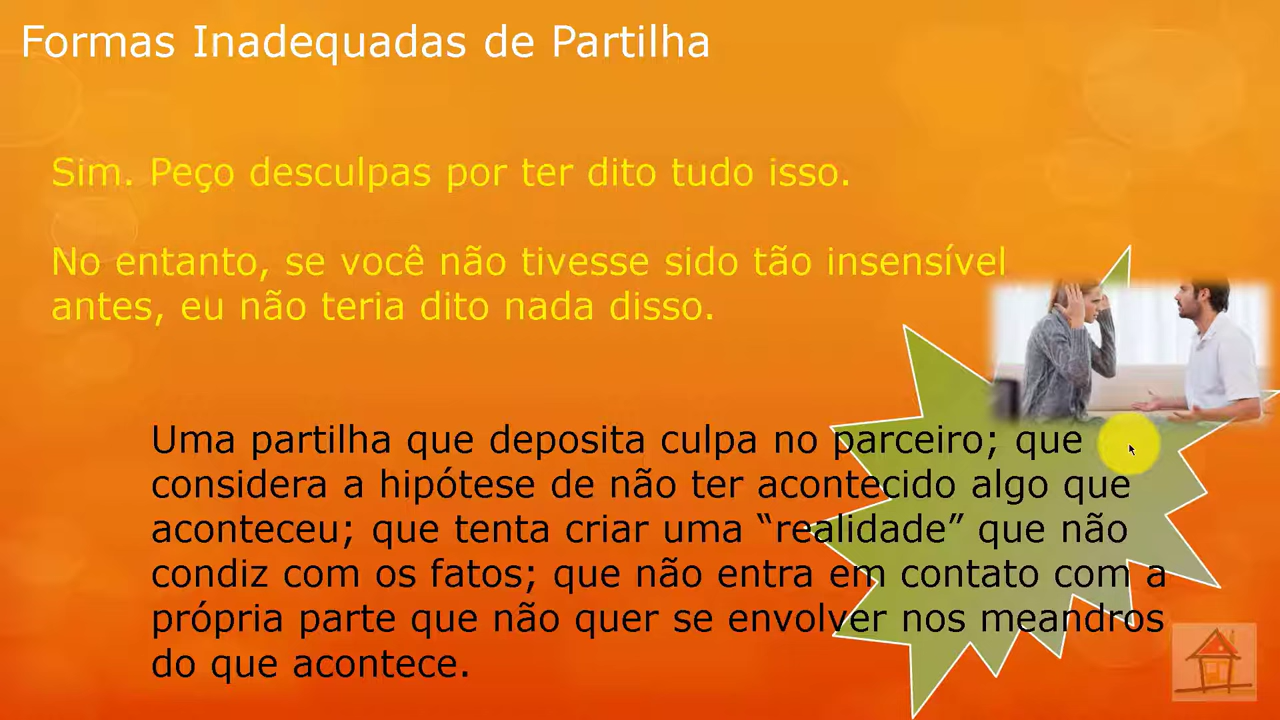 Formas Inadequadas de Partilha
Sim. Peço desculpas por ter dito tudo isso.
No entanto, se você não tivesse sido tão insensível
antes, eu não teria dito nada disso.
Uma partilha que deposita culpa no parceiro; que
considera a hipótese de não ter acontecido algo que
aconteceu; que tenta criar uma “realidade” que não
condiz com os fatos; que não entra em contato com a
própria parte que não quer se envolver nos meandros
do que acontece.